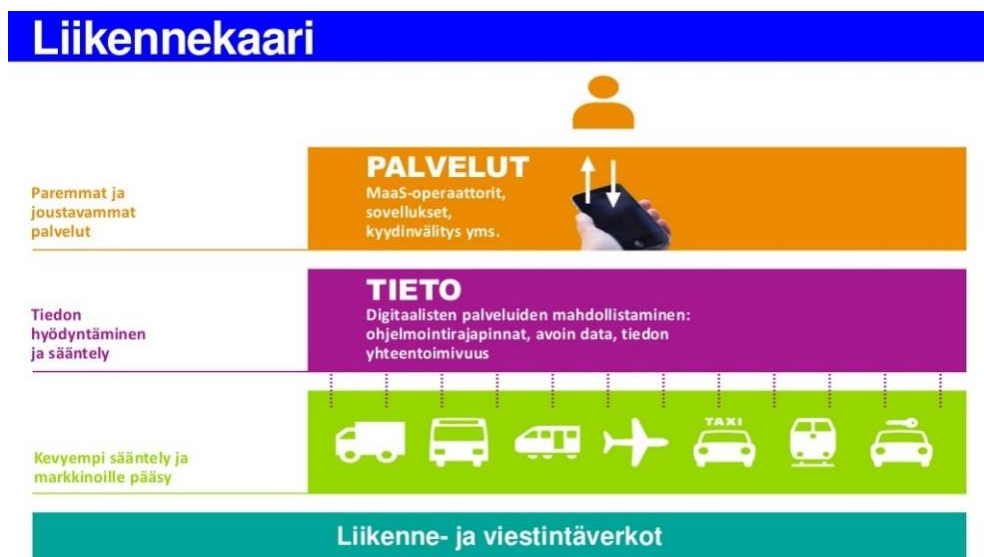 Liikennekaari
Paremmat ja
joustavammat
palvelut
PALVELUT
MaaS-operaattorit,
sovellukset,
kyydinvälitys yms.
Tiedon
hyödyntäminen
ja sääntely
TIETO
Digitaalisten palveluiden mahdollistaminen:
ohjelmointirajapinnat, avoin data, tiedon
yhteentoimivuus
Kevyempi sääntely ja
markkinoille pääsy
TAXI
Liikenne- ja viestintäverkot